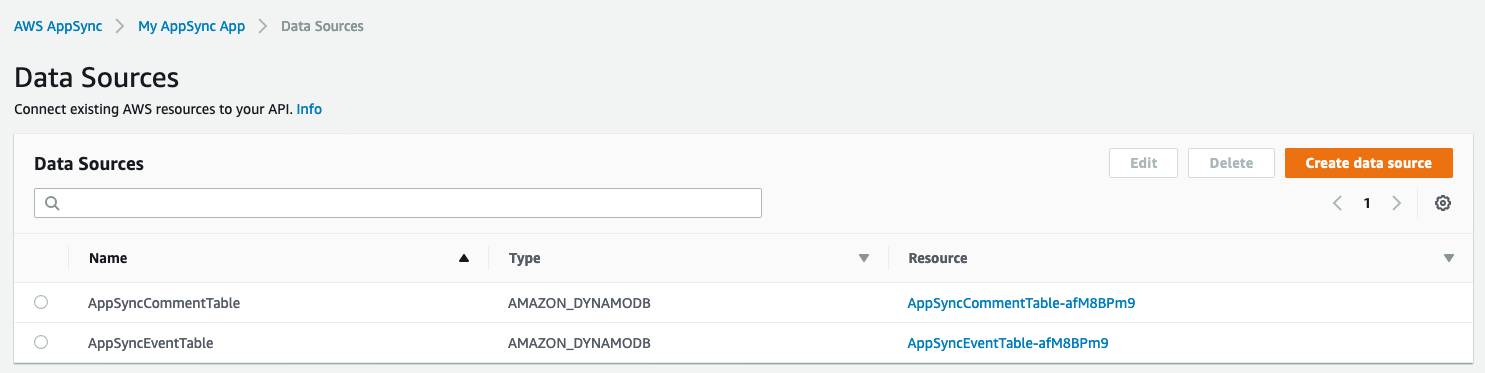 AWS AppSync > My AppSync App > Data Sources
Data Sources
Connect existing AWS resources to your API. Info
Data Sources Edit Delete Create data source
1
Name Type Resource
AppSyncCommentTable AMAZON_DYNAMODB AppSyncCommentTable-afM8BPm9
AppSyncEventTable AMAZON_DYNAMODB AppSyncEventTable-afM8BPm9